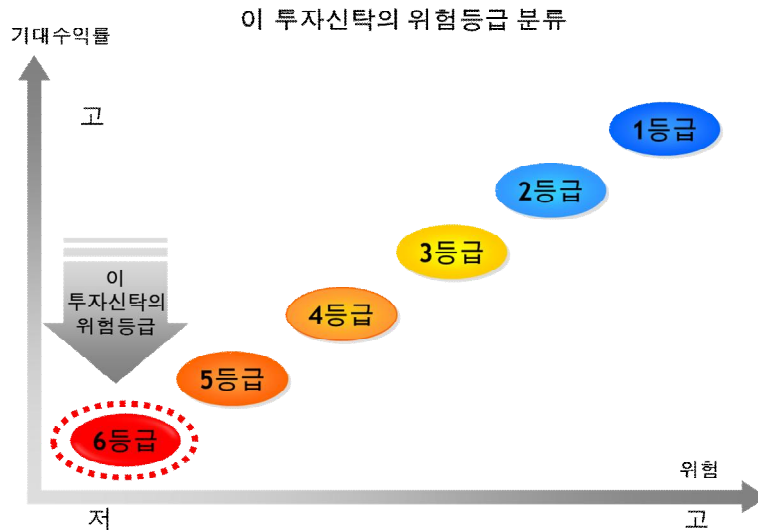 이 투자신탁의 위험등급 분류
기대수익률
고
1등급
2등급
3등급
이
투자신탁의
위험등급
4등급
5등급
6등급
위험
저
고